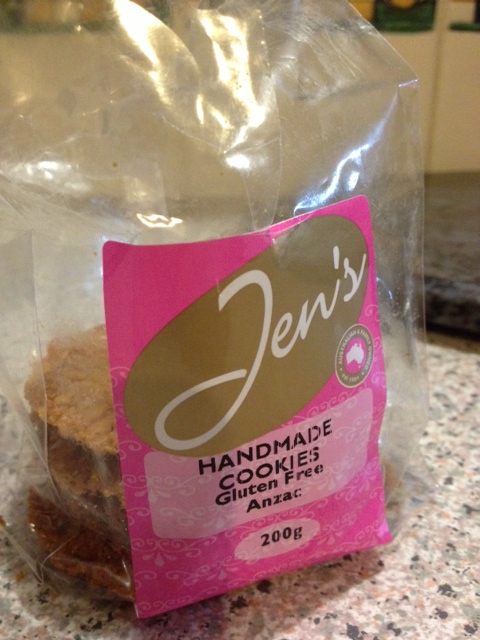 Jen's
HANDMADE
COOKIES
Gluten Free
Anzac
200g